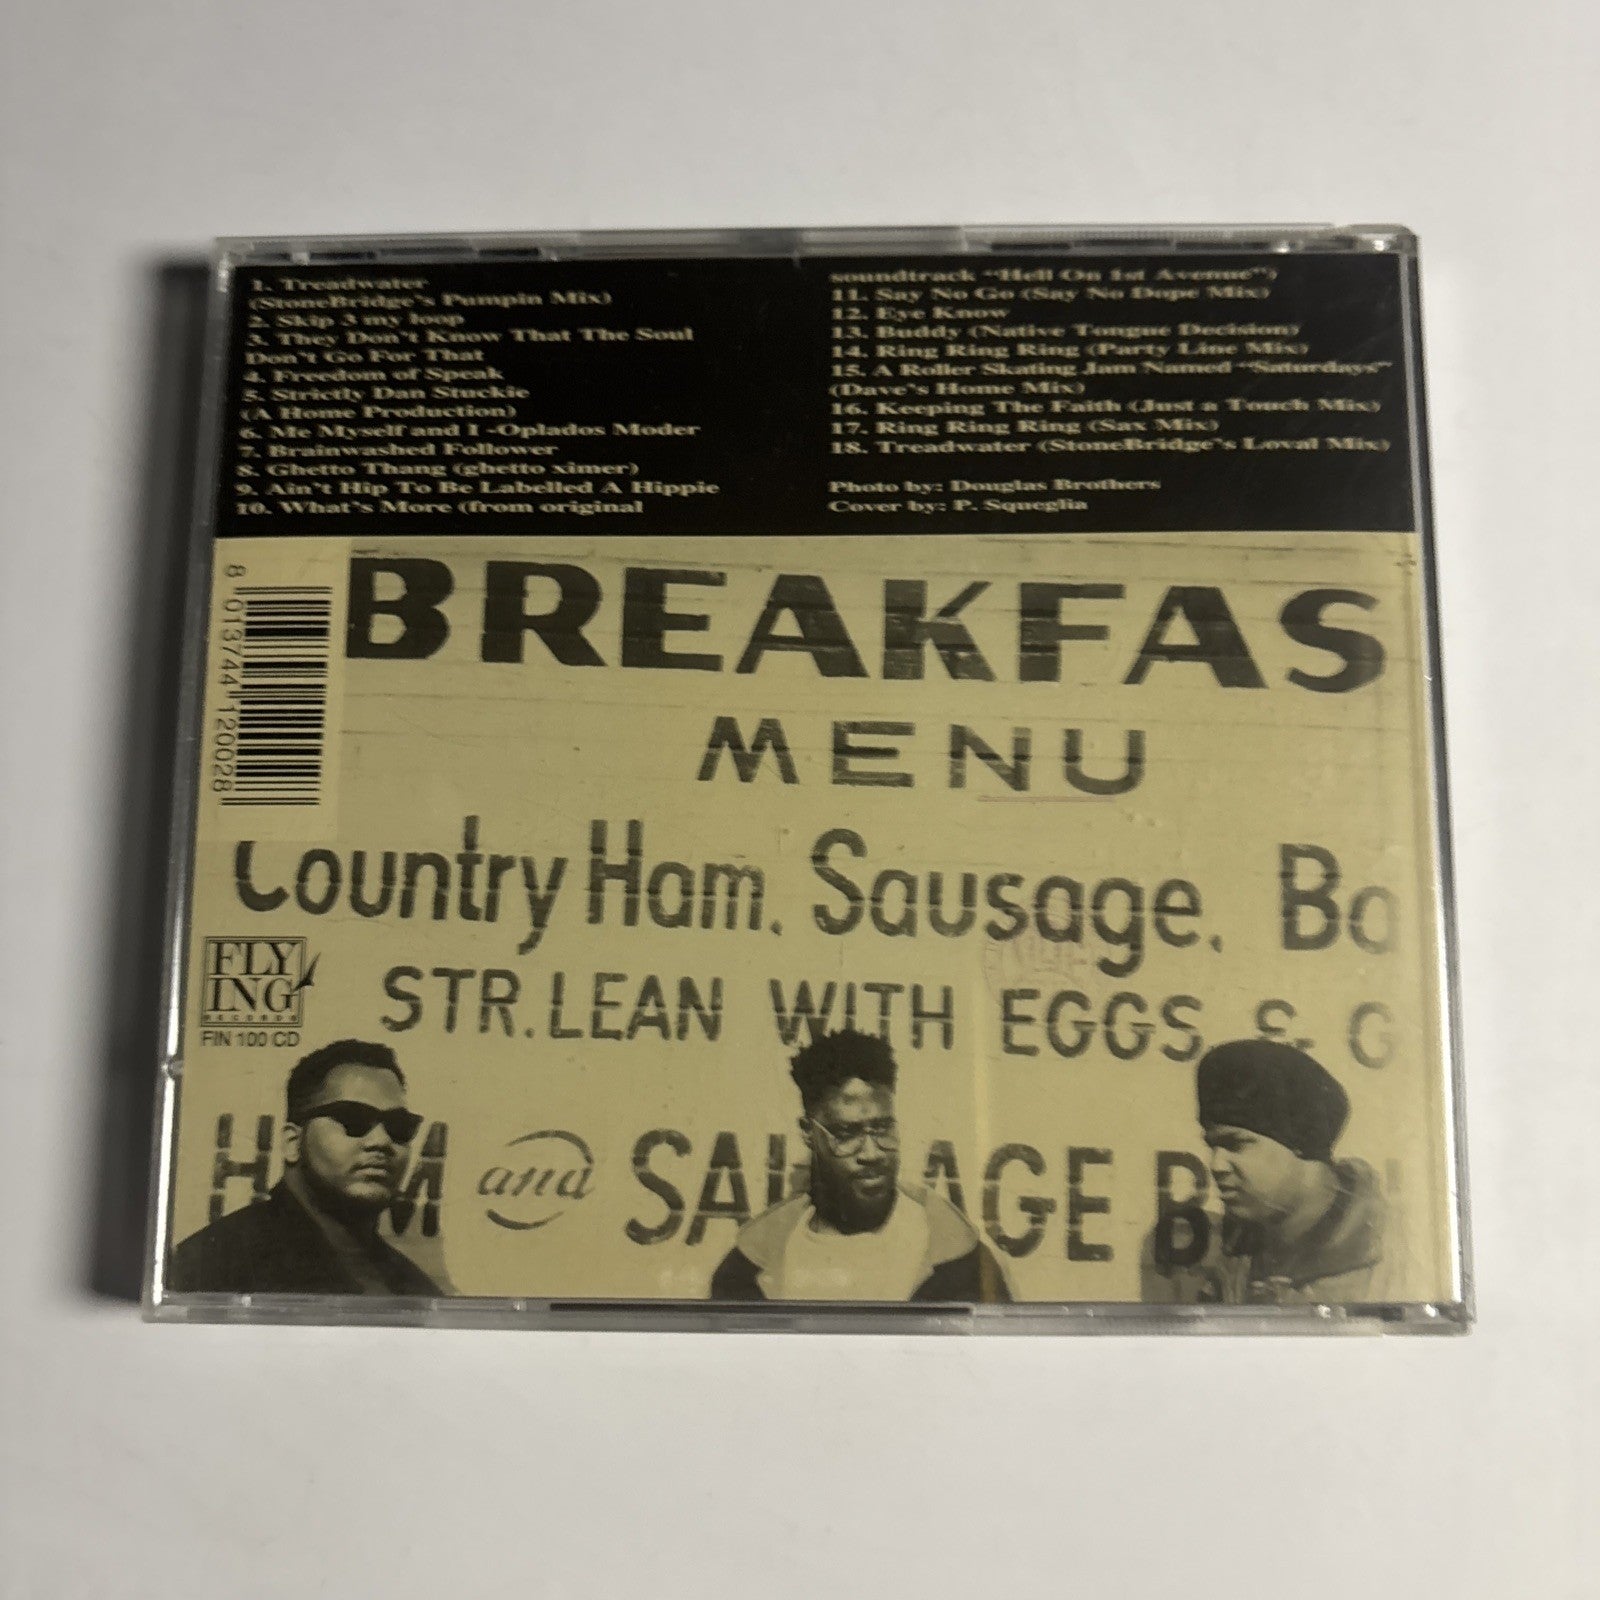 1. Treadwater
(StoneBridge's Pumpin Mix)
2. Skip 3 my loop
3. They Don't Know That The Soul
Don't Go For That
4. Freedom of Speak
5. Strictly Dan Stuckie
(A Home Production)
6. Me Myself and I -Oplados Moder
7. Brainwashed Follower
8. Ghetto Thang (ghetto ximer)
9. Ain't Hip To Be Labelled A Hippie
10. What's More (from original
soundtrack "Hell On 1st Avenue")
11. Say No Go (Say No Dope Mix)
12. Eye Know
13. Buddy (Native Tongue Decision)
14. Ring Ring Ring (Party Line Mix)
15. A Roller Skating Jam Named "Saturdays"
(Dave's Home Mix)
16. Keeping The Faith (Just a Touch Mix)
17. Ring Ring Ring (Sax Mix)
18. Treadwater (StoneBridge's Loval Mix)
Photo by: Douglas Brothers
Cover by: P. Squeglia
8 013744 120028
BREAKFAS
MENU
Country Ham, Sausage, Ba
STR. LEAN WITH EGGS & G
FLY
ING
RECORDS
FIN 100 CD
HAM and SAUSAGE B